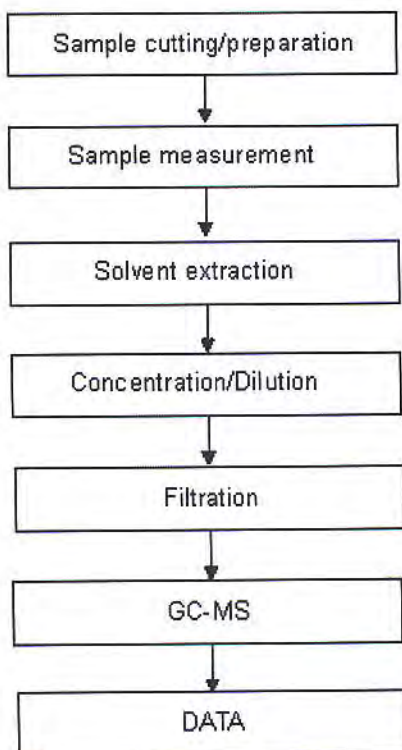 Sample cutting/preparation
Sample measurement
Solvent extraction
Concentration/Dilution
Filtration
GC-MS
DATA